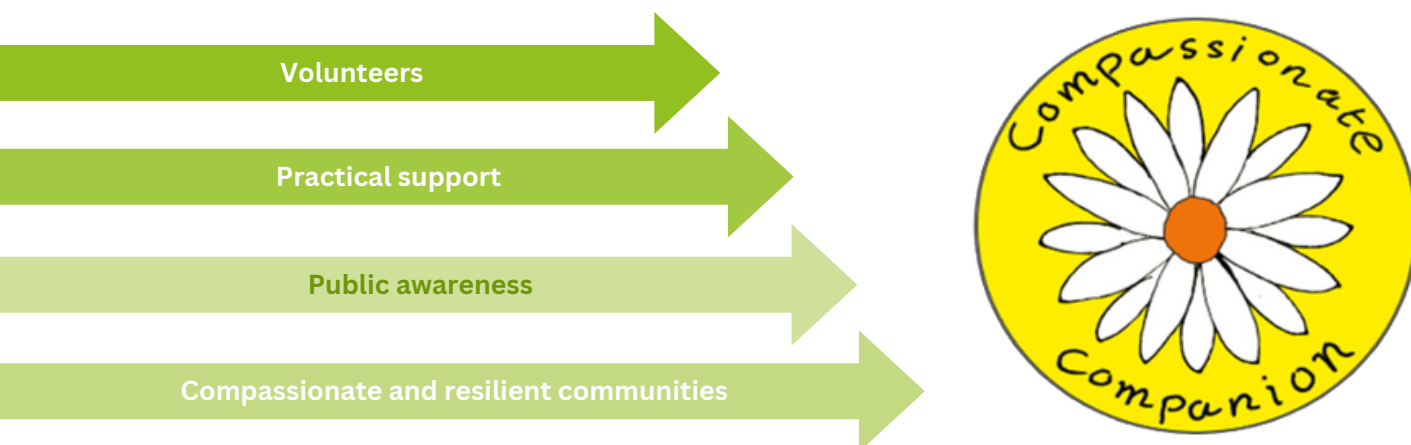 Volunteers
Practical support
Public awareness
Compassionate and resilient communities
Compassionate
Companion